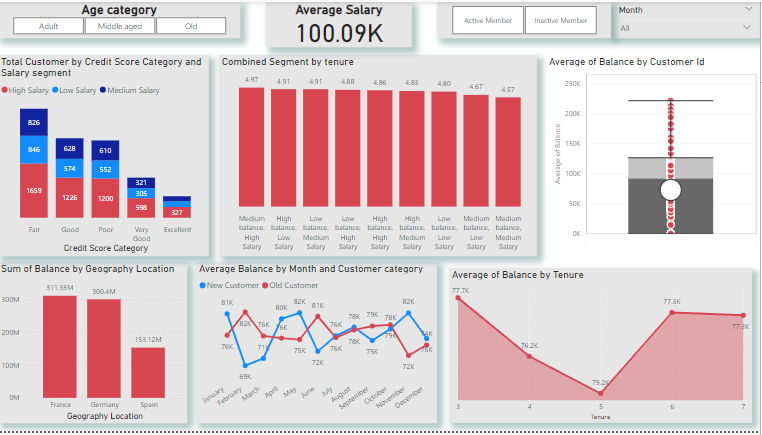 Age category
Adult
Middle aged
Old
Average Salary
100.09K
Active Member
Inactive Member
Month
All
Total Customer by Credit Score Category and
Salary segment
High Salary Low Salary Medium Salary
826
846
1659
628
574
1226
610
552
1200
321
305
598
327
Fair
Good
Poor
Very
Good
Excellent
Credit Score Category
Combined Segment by tenure
4.97 4.91 4.91 4.88 4.86 4.83 4.80 4.67 4.57
Medium balance, High Salary
High balance, Low Salary
Low balance, Medium Salary
Low balance, Low Salary
High balance, High Salary
High balance, Medium Salary
Low balance, High Salary
Medium balance, Low Salary
Medium balance, Medium Salary
Average of Balance by Customer Id
Average of Balance
250K
200K
150K
100K
50K
0K
Sum of Balance by Geography Location
300M
200M
100M
0M
311.33M
300.4M
153.12M
France Germany Spain
Geography Location
Average Balance by Month and Customer category
New Customer Old Customer
81K
76K
82K
69K
76K
71K
80K
76K
82K
75K
81K
72K
76K
76K
78K
78K
79K
75K
78K
79K
82K
72K
76K
January February March April May June July August September October November December
Average of Balance by Tenure
77.7K
76.2K
75.2K
77.3K
77.3K
3 4 5 6 7
Tenure